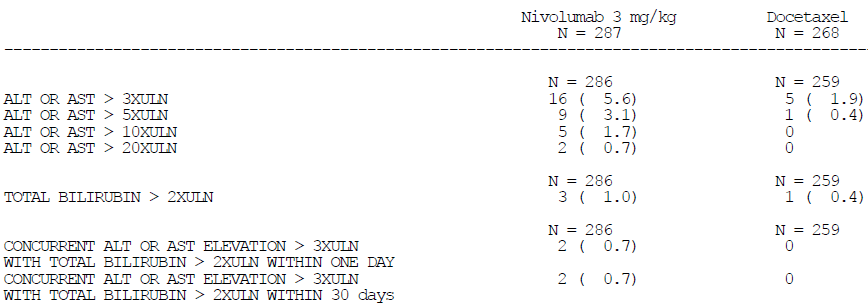 Nivolumab 3 mg/kg Docetaxel
N = 287 N = 268
N = 286 N = 259
ALT OR AST > 3XULN 16 ( 5.6) 5 ( 1.9)
ALT OR AST > 5XULN 9 ( 3.1) 1 ( 0.4)
ALT OR AST > 10XULN 5 ( 1.7) 0
ALT OR AST > 20XULN 2 ( 0.7) 0
N = 286 N = 259
TOTAL BILIRUBIN > 2XULN 3 ( 1.0) 1 ( 0.4)
N = 286 N = 259
CONCURRENT ALT OR AST ELEVATION > 3XULN 2 ( 0.7) 0
WITH TOTAL BILIRUBIN > 2XULN WITHIN ONE DAY
CONCURRENT ALT OR AST ELEVATION > 3XULN 2 ( 0.7) 0
WITH TOTAL BILIRUBIN > 2XULN WITHIN 30 days